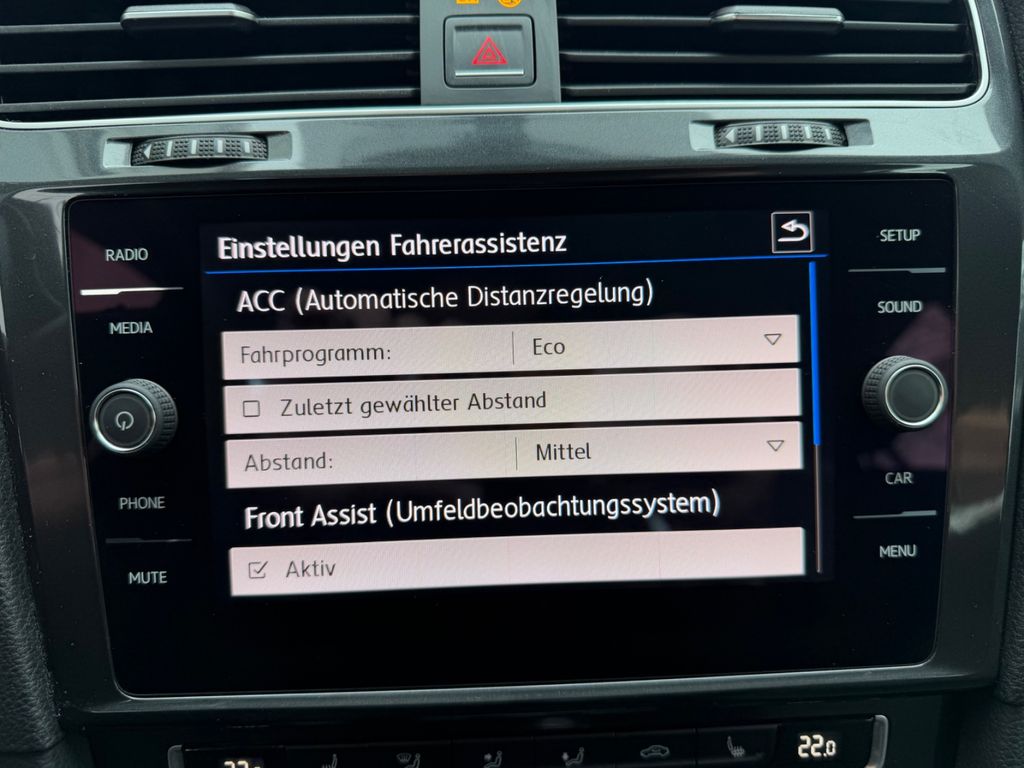 RADIO
MEDIA
PHONE
MUTE
Einstellungen Fahrerassistenz
ACC (Automatische Distanzregelung)
Fahrprogramm: Eco
Zuletzt gewählter Abstand
Abstand: Mittel
Front Assist (Umfeldbeobachtungssystem)
Aktiv
SETUP
SOUND
CAR
MENU
22.0